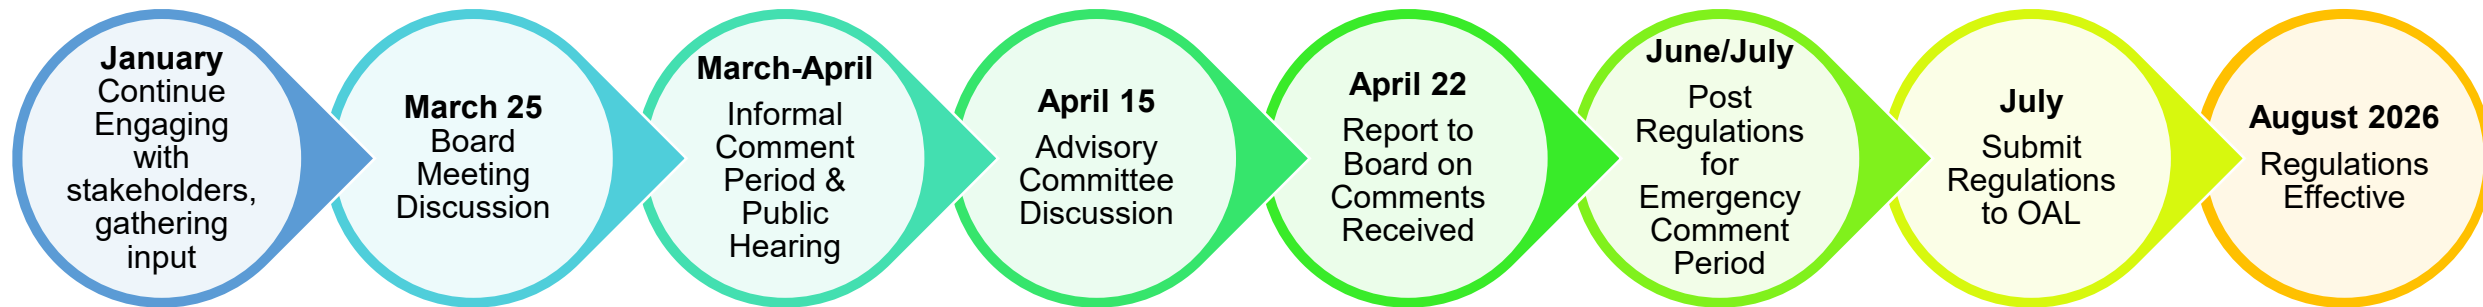 January
Continue
Engaging
with
stakeholders,
gathering
input
March 25
Board
Meeting
Discussion
March-April
Informal
Comment
Period &
Public
Hearing
April 15
Advisory
Committee
Discussion
April 22
Report to
Board on
Comments
Received
June/July
Post
Regulations
for
Emergency
Comment
Period
July
Submit
Regulations
to OAL
August 2026
Regulations
Effective